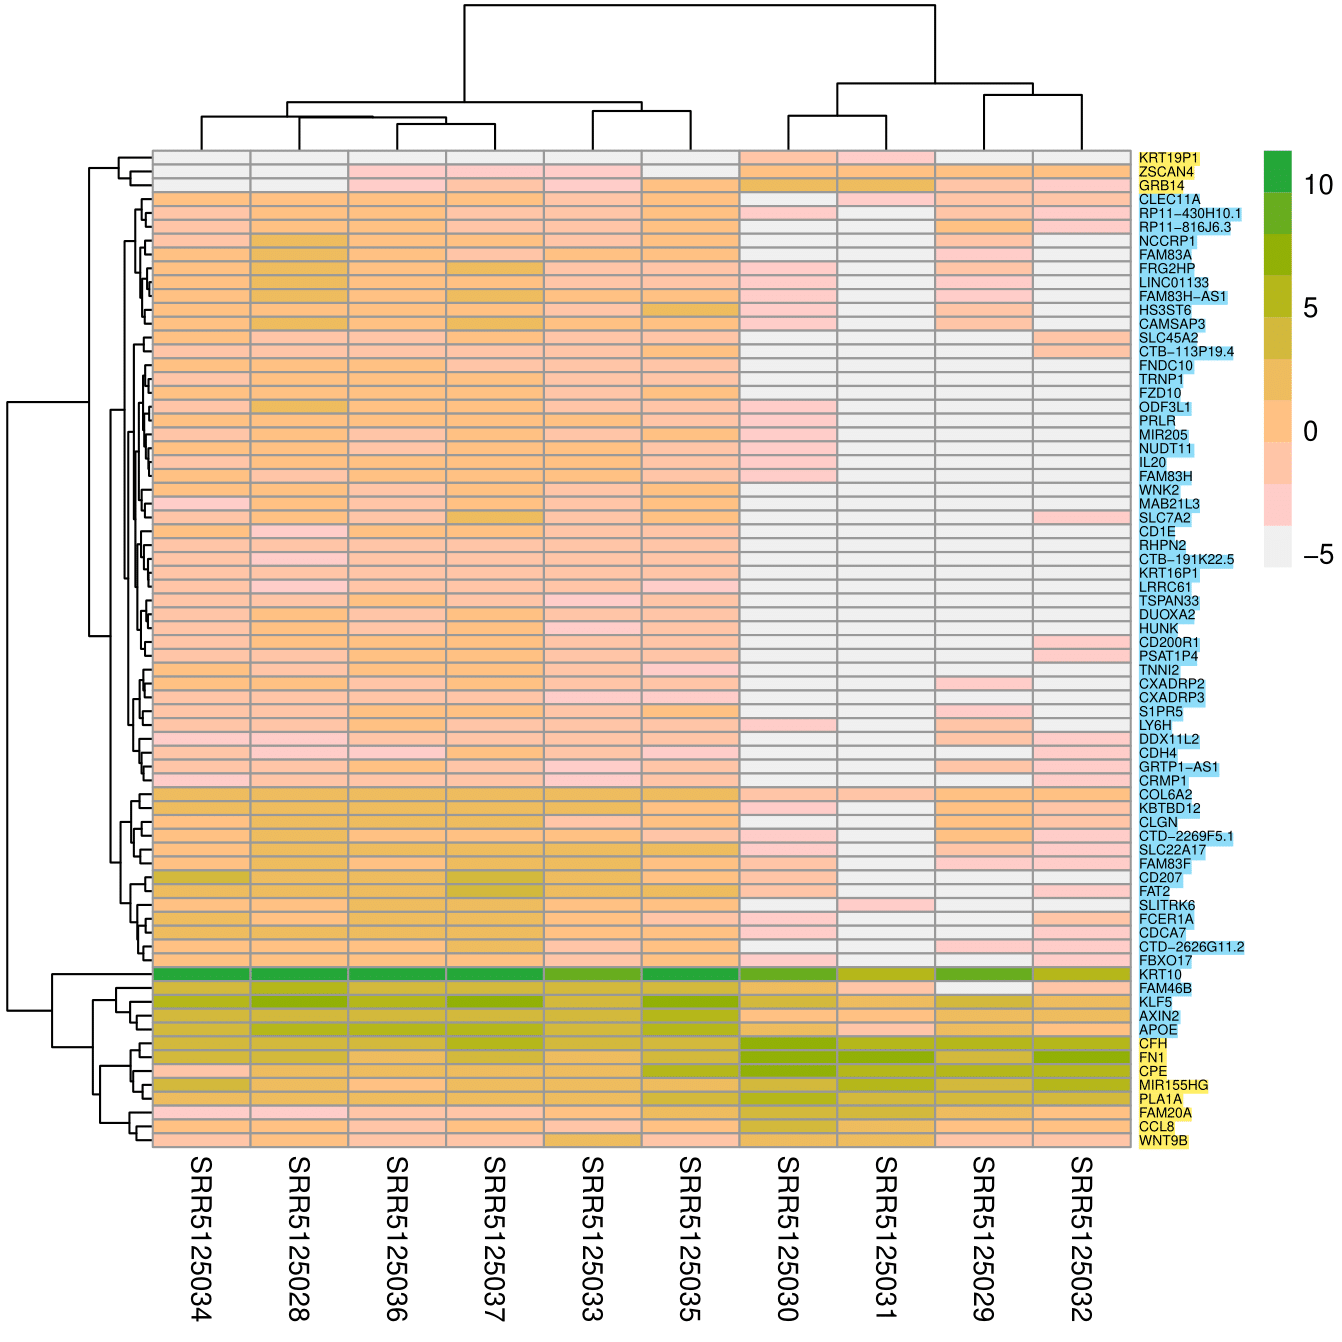 KRT19P1
ZSCAN4
GRB14
CLEC11A
RP11−430H10.1
RP11−816J6.3
NCCRP1
FAM83A
FRG2HP
LINC01133
FAM83H−AS1
HS3ST6
CAMSAP3
SLC45A2
CTB−113P19.4
FNDC10
TRNP1
FZD10
ODF3L1
PRLR
MIR205
NUDT11
IL20
FAM83H
WNK2
MAB21L3
SLC7A2
CD1E
RHPN2
CTB−191K22.5
KRT16P1
LRRC61
TSPAN33
DUOXA2
HUNK
CD200R1
PSAT1P4
TNNI2
CXADRP2
CXADRP3
S1PR5
LY6H
DDX11L2
CDH4
GRTP1−AS1
CRMP1
COL6A2
KBTBD12
CLGN
CTD−2269F5.1
SLC22A17
FAM83F
CD207
FAT2
SLITRK6
FCER1A
CDCA7
CTD−2626G11.2
FBXO17
KRT10
FAM46B
KLF5
AXIN2
APOE
CFH
FN1
CPE
MIR155HG
PLA1A
FAM20A
CCL8
WNT9B
10
5
0
−5
SRR5125034
SRR5125028
SRR5125036
SRR5125037
SRR5125033
SRR5125035
SRR5125030
SRR5125031
SRR5125029
SRR5125032